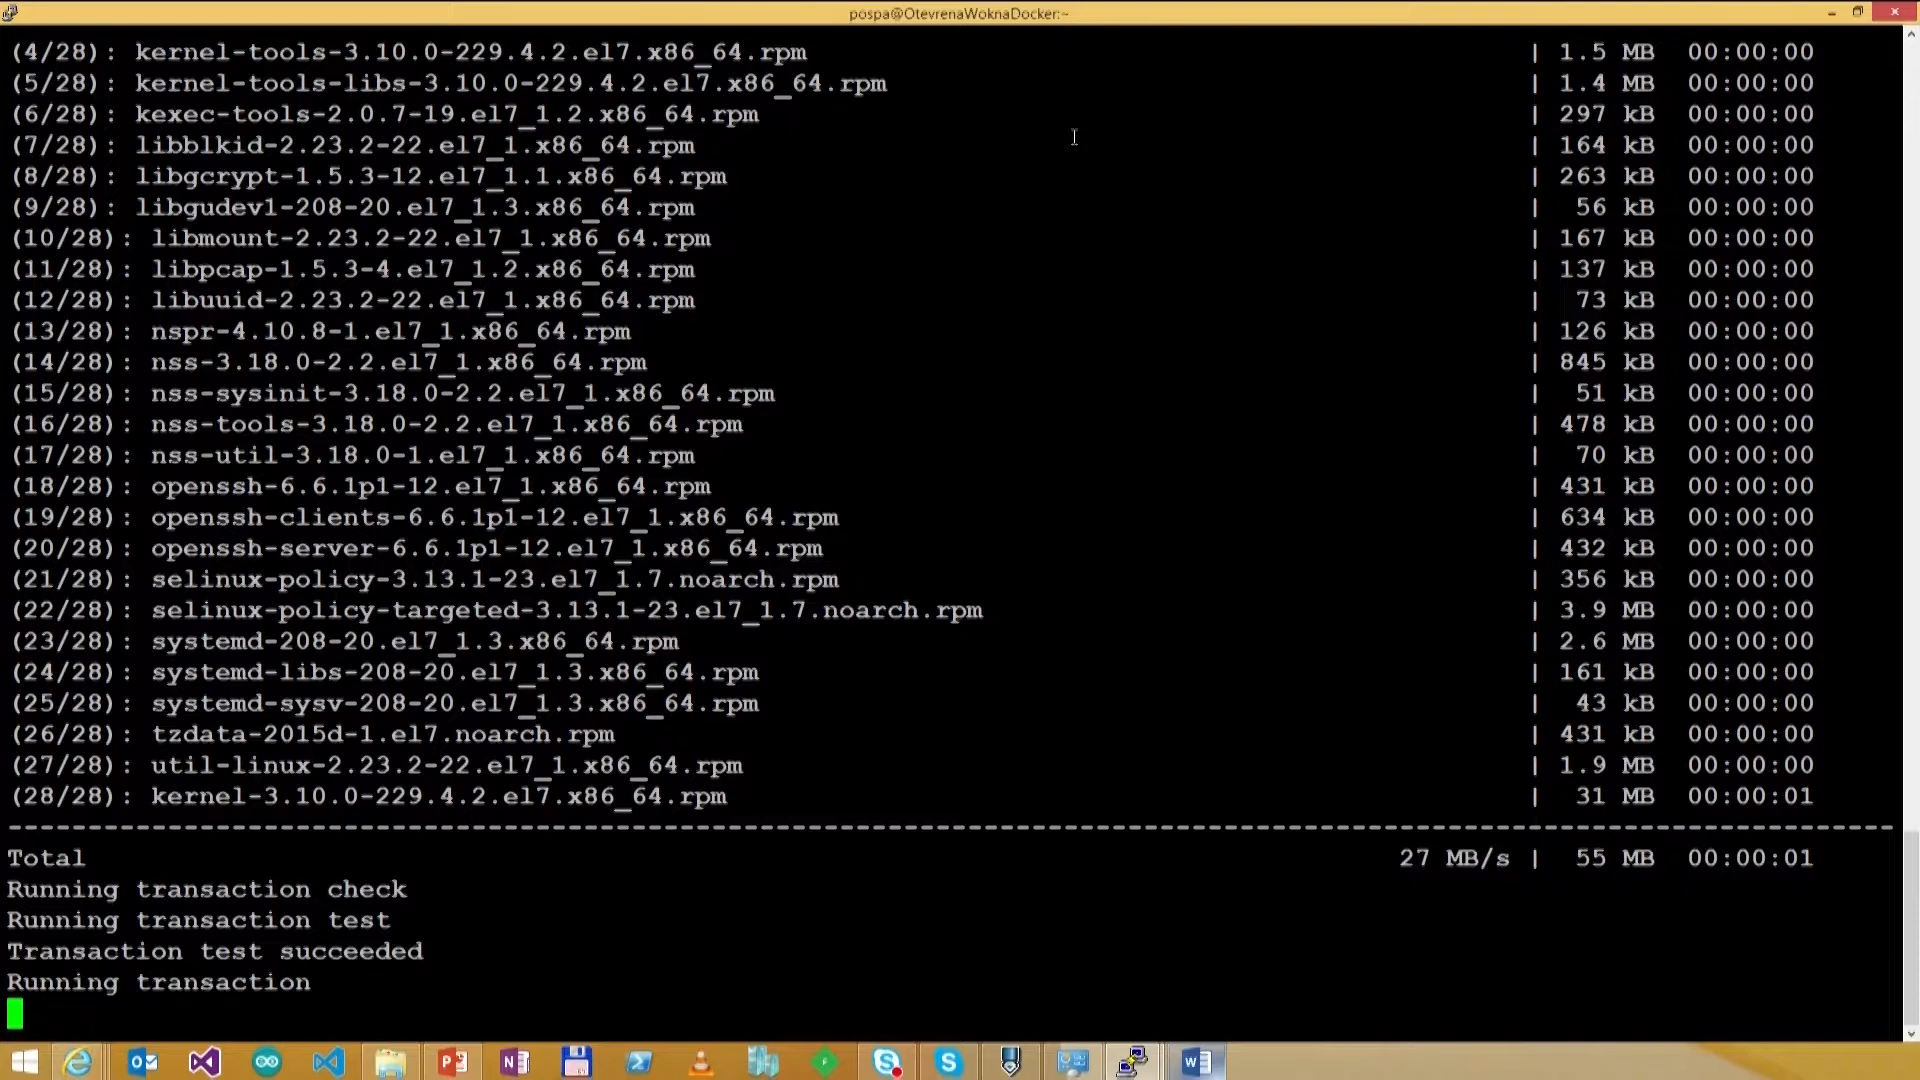 pospa@OtevrenaWoknaDocker:~
(4/28): kernel-tools-3.10.0-229.4.2.el7.x86_64.rpm | 1.5 MB 00:00:00
(5/28): kernel-tools-libs-3.10.0-229.4.2.el7.x86_64.rpm | 1.4 MB 00:00:00
(6/28): kexec-tools-2.0.7-19.el7_1.2.x86_64.rpm | 297 kB 00:00:00
(7/28): libblkid-2.23.2-22.el7_1.x86_64.rpm | 164 kB 00:00:00
(8/28): libgcrypt-1.5.3-12.el7_1.1.x86_64.rpm | 263 kB 00:00:00
(9/28): libgudev1-208-20.el7_1.3.x86_64.rpm | 56 kB 00:00:00
(10/28): libmount-2.23.2-22.el7_1.x86_64.rpm | 167 kB 00:00:00
(11/28): libpcap-1.5.3-4.el7_1.2.x86_64.rpm | 137 kB 00:00:00
(12/28): libuuid-2.23.2-22.el7_1.x86_64.rpm | 73 kB 00:00:00
(13/28): nspr-4.10.8-1.el7_1.x86_64.rpm | 126 kB 00:00:00
(14/28): nss-3.18.0-2.2.el7_1.x86_64.rpm | 845 kB 00:00:00
(15/28): nss-sysinit-3.18.0-2.2.el7_1.x86_64.rpm | 51 kB 00:00:00
(16/28): nss-tools-3.18.0-2.2.el7_1.x86_64.rpm | 478 kB 00:00:00
(17/28): nss-util-3.18.0-1.el7_1.x86_64.rpm | 70 kB 00:00:00
(18/28): openssh-6.6.1p1-12.el7_1.x86_64.rpm | 431 kB 00:00:00
(19/28): openssh-clients-6.6.1p1-12.el7_1.x86_64.rpm | 634 kB 00:00:00
(20/28): openssh-server-6.6.1p1-12.el7_1.x86_64.rpm | 432 kB 00:00:00
(21/28): selinux-policy-3.13.1-23.el7_1.7.noarch.rpm | 356 kB 00:00:00
(22/28): selinux-policy-targeted-3.13.1-23.el7_1.7.noarch.rpm | 3.9 MB 00:00:00
(23/28): systemd-208-20.el7_1.3.x86_64.rpm | 2.6 MB 00:00:00
(24/28): systemd-libs-208-20.el7_1.3.x86_64.rpm | 161 kB 00:00:00
(25/28): systemd-sysv-208-20.el7_1.3.x86_64.rpm | 43 kB 00:00:00
(26/28): tzdata-2015d-1.el7.noarch.rpm | 431 kB 00:00:00
(27/28): util-linux-2.23.2-22.el7_1.x86_64.rpm | 1.9 MB 00:00:00
(28/28): kernel-3.10.0-229.4.2.el7.x86_64.rpm | 31 MB 00:00:01
--------------------------------------------------------------------------------
Total 27 MB/s | 55 MB 00:00:01
Running transaction check
Running transaction test
Transaction test succeeded
Running transaction